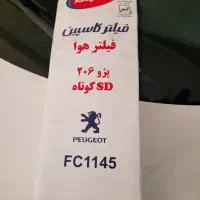 فیلتر کاسپین
فیلتر هوا
پژو ۲۰۶
SD کوتاه
PEUGEOT
FC1145